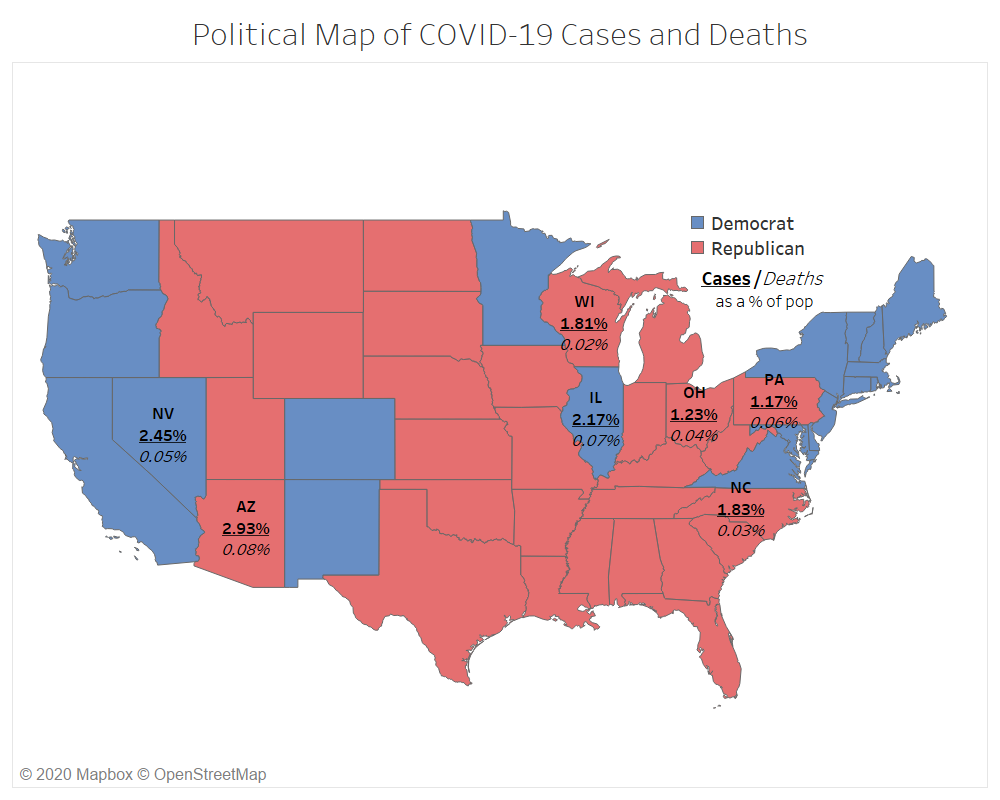 Political Map of COVID-19 Cases and Deaths
Democrat
Republican
Cases / Deaths
as a % of pop
WI
1.81%
0.02%
NV
2.45%
0.05%
IL
2.17%
0.07%
OH
1.23%
0.04%
PA
1.17%
0.06%
AZ
2.93%
0.08%
NC
1.83%
0.03%
© 2020 Mapbox © OpenStreetMap